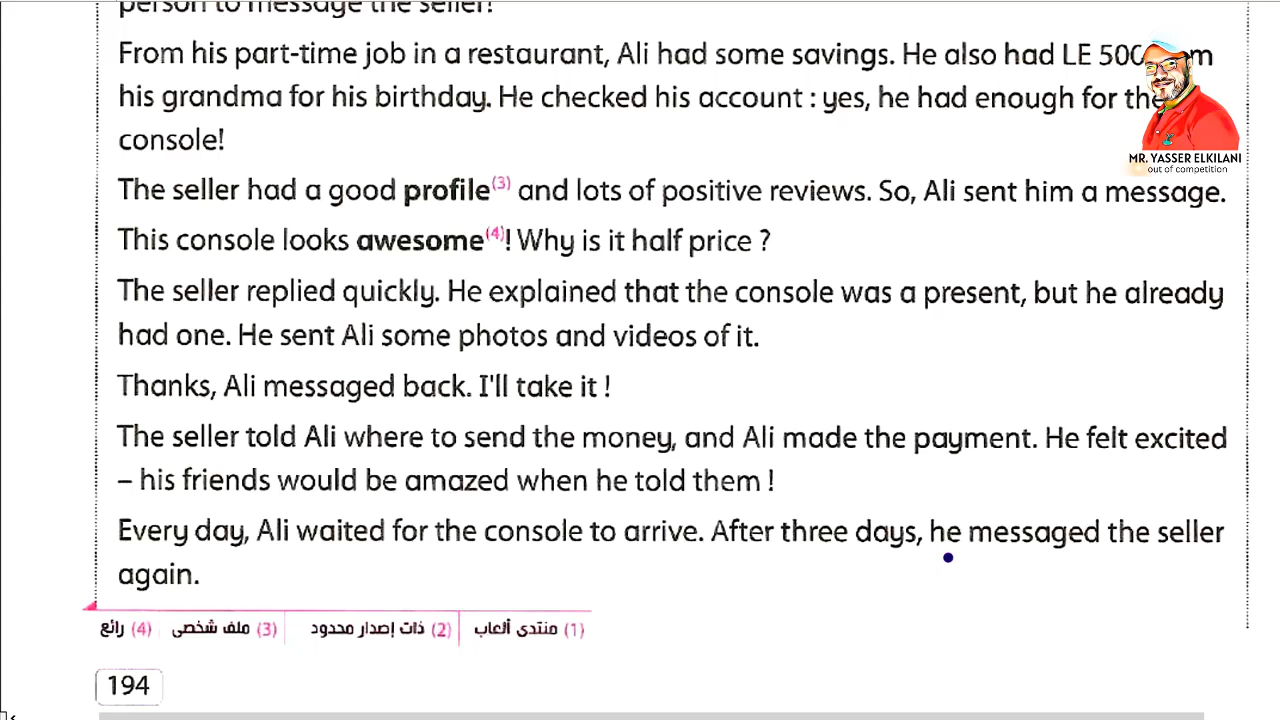 person to message the seller!
From his part-time job in a restaurant, Ali had some savings. He also had LE 500
his grandma for his birthday. He checked his account : yes, he had enough for the
console!
MR. YASSER ELKILANI
out of competition
The seller had a good profile(3) and lots of positive reviews. So, Ali sent him a message.
This console looks awesome(4)! Why is it half price ?
The seller replied quickly. He explained that the console was a present, but he already
had one. He sent Ali some photos and videos of it.
Thanks, Ali messaged back. I'll take it !
The seller told Ali where to send the money, and Ali made the payment. He felt excited
– his friends would be amazed when he told them !
Every day, Ali waited for the console to arrive. After three days, he messaged the seller
again.
(1) منتدى ألعاب (2) ذات إصدار محدود (3) ملف شخصى (4) رائع
194